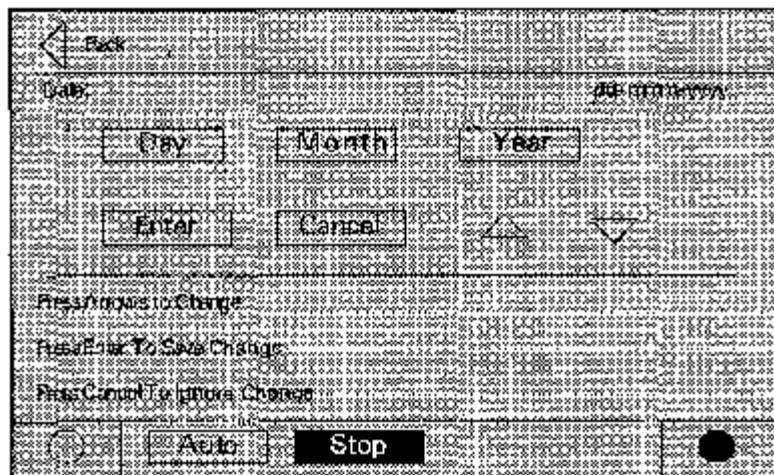 Back
Date: dd-mmm-yyyy
Day Month Year
Enter Cancel
Press Arrows to Change
Press Enter To Save Change
Press Cancel To Ignore Change
Auto Stop